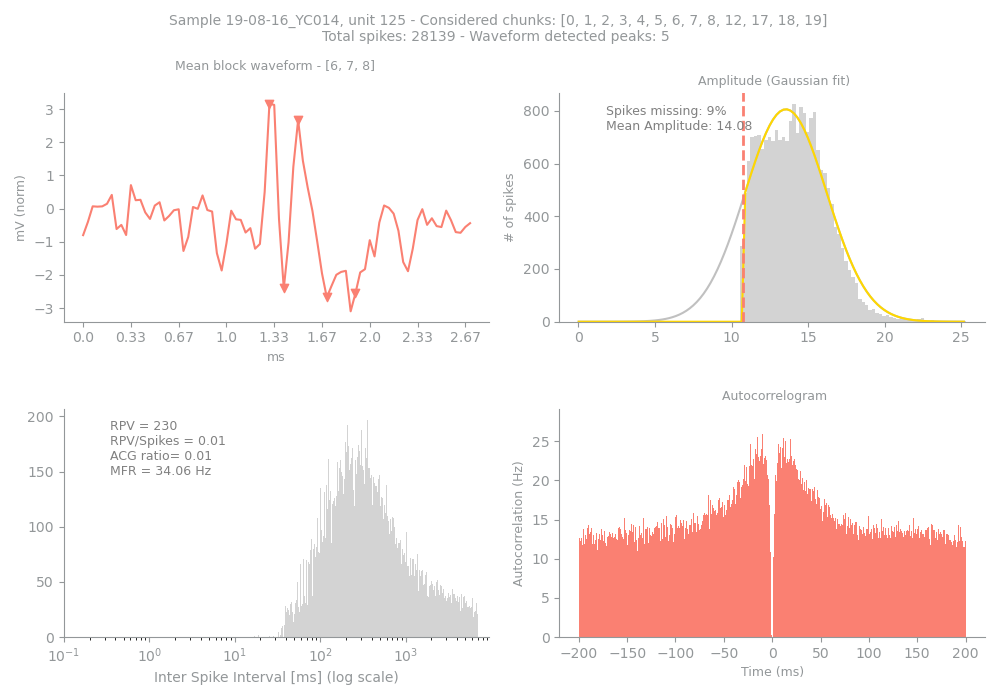 Sample 19-08-16_YC014, unit 125 - Considered chunks: [0, 1, 2, 3, 4, 5, 6, 7, 8, 12, 17, 18, 19]
Total spikes: 28139 - Waveform detected peaks: 5
Mean block waveform - [6, 7, 8]
mV (norm)
3
2
1
0
−1
−2
−3
0.0 0.33 0.67 1.0 1.33 1.67 2.0 2.33 2.67
ms
Amplitude (Gaussian fit)
Spikes missing: 9%
Mean Amplitude: 14.08
# of spikes
800
600
400
200
0
0 5 10 15 20 25
RPV = 230
RPV/Spikes = 0.01
ACG ratio= 0.01
MFR = 34.06 Hz
200
150
100
50
0
10⁻¹ 10⁰ 10¹ 10² 10³
Inter Spike Interval [ms] (log scale)
Autocorrelogram
Autocorrelation (Hz)
25
20
15
10
5
0
−200 −150 −100 −50 0 50 100 150 200
Time (ms)